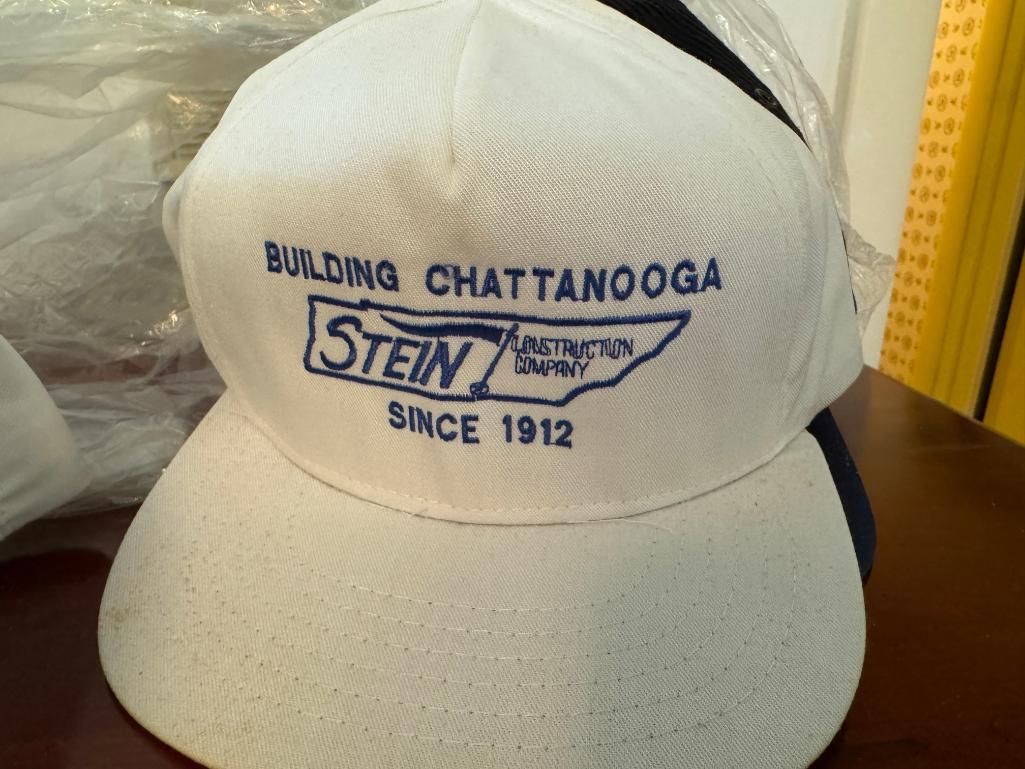 BUILDING CHATTANOOGA
STEIN CONSTRUCTION
COMPANY
SINCE 1912